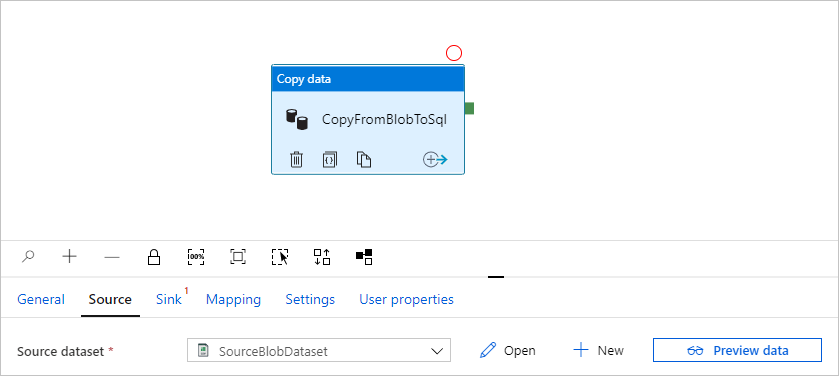 Copy data
CopyFromBlobToSql
{}
100%
General Source Sink 1 Mapping Settings User properties
Source dataset * SourceBlobDataset Open New Preview data